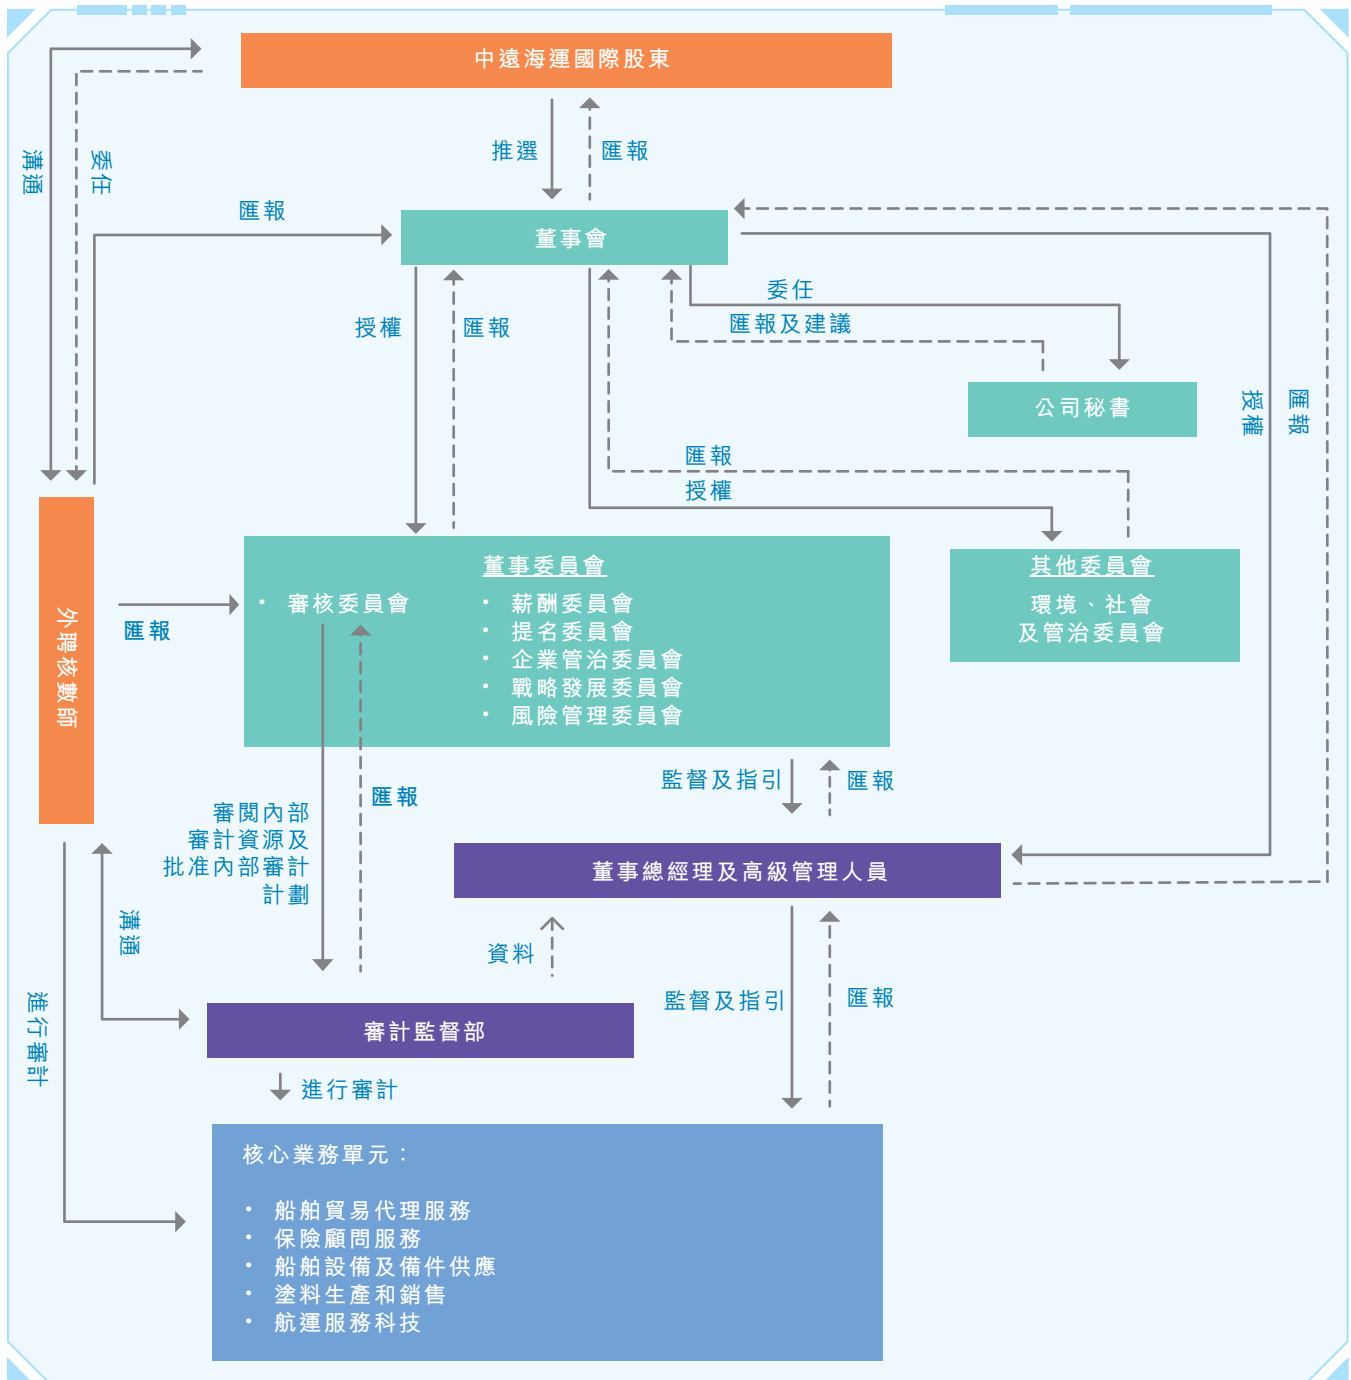 中遠海運國際股東
溝通
委任
推選
匯報
匯報
董事會
委任
匯報及建議
授權
匯報
公司秘書
授權
匯報
匯報
授權
外聘核數師
匯報
董事委員會
• 審核委員會
• 薪酬委員會
• 提名委員會
• 企業管治委員會
• 戰略發展委員會
• 風險管理委員會
其他委員會
環境、社會
及管治委員會
監督及指引
匯報
匯報
審閱內部
審計資源及
批准內部審計
計劃
董事總經理及高級管理人員
溝通
資料
監督及指引
匯報
進行審計
審計監督部
進行審計
核心業務單元：
• 船舶貿易代理服務
• 保險顧問服務
• 船舶設備及備件供應
• 塗料生產和銷售
• 航運服務科技